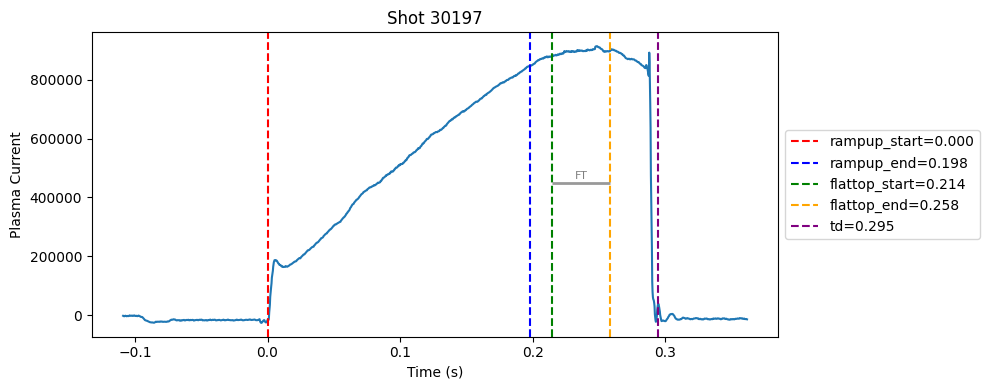 Shot 30197
Plasma Current
800000
600000
400000
200000
0
FT
-0.1
0.0
0.1
0.2
0.3
Time (s)
rampup_start=0.000
rampup_end=0.198
flattop_start=0.214
flattop_end=0.258
td=0.295